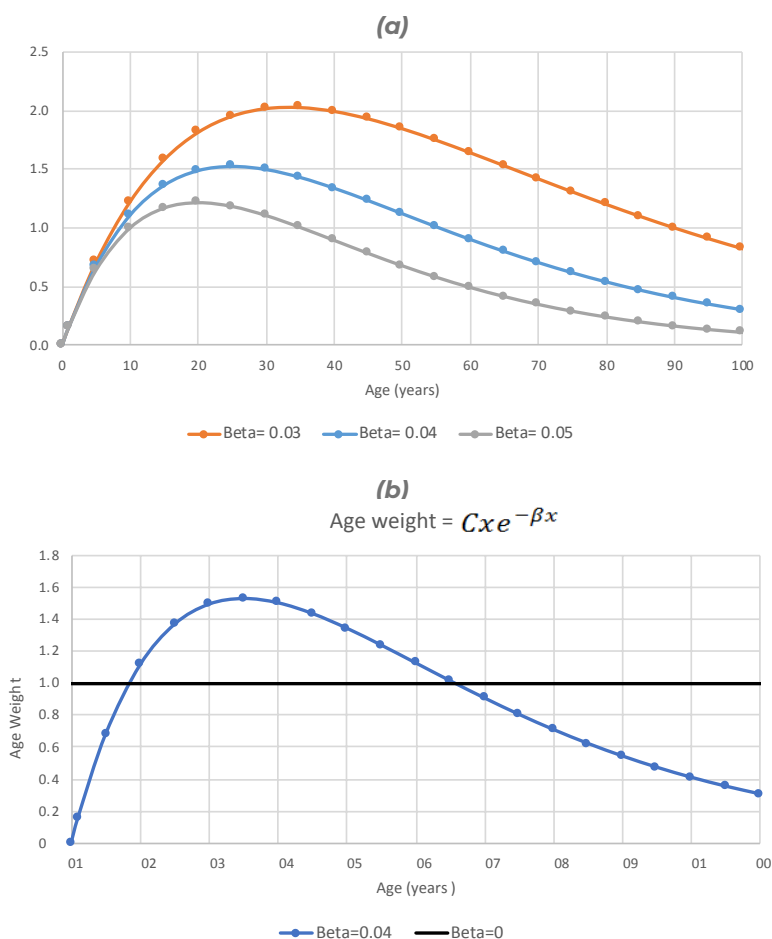 (a)
2.5
2.0
1.5
1.0
0.5
0.0
0 10 20 30 40 50 60 70 80 90 100
Age (years)
Beta= 0.03 Beta= 0.04 Beta= 0.05
(b)
Age weight = Cxe^{-βx}
1.8
1.6
1.4
1.2
1.0
0.8
0.6
0.4
0.2
0
Age Weight
01 02 03 04 05 06 07 08 09 01 00
Age (years )
Beta=0.04 Beta=0